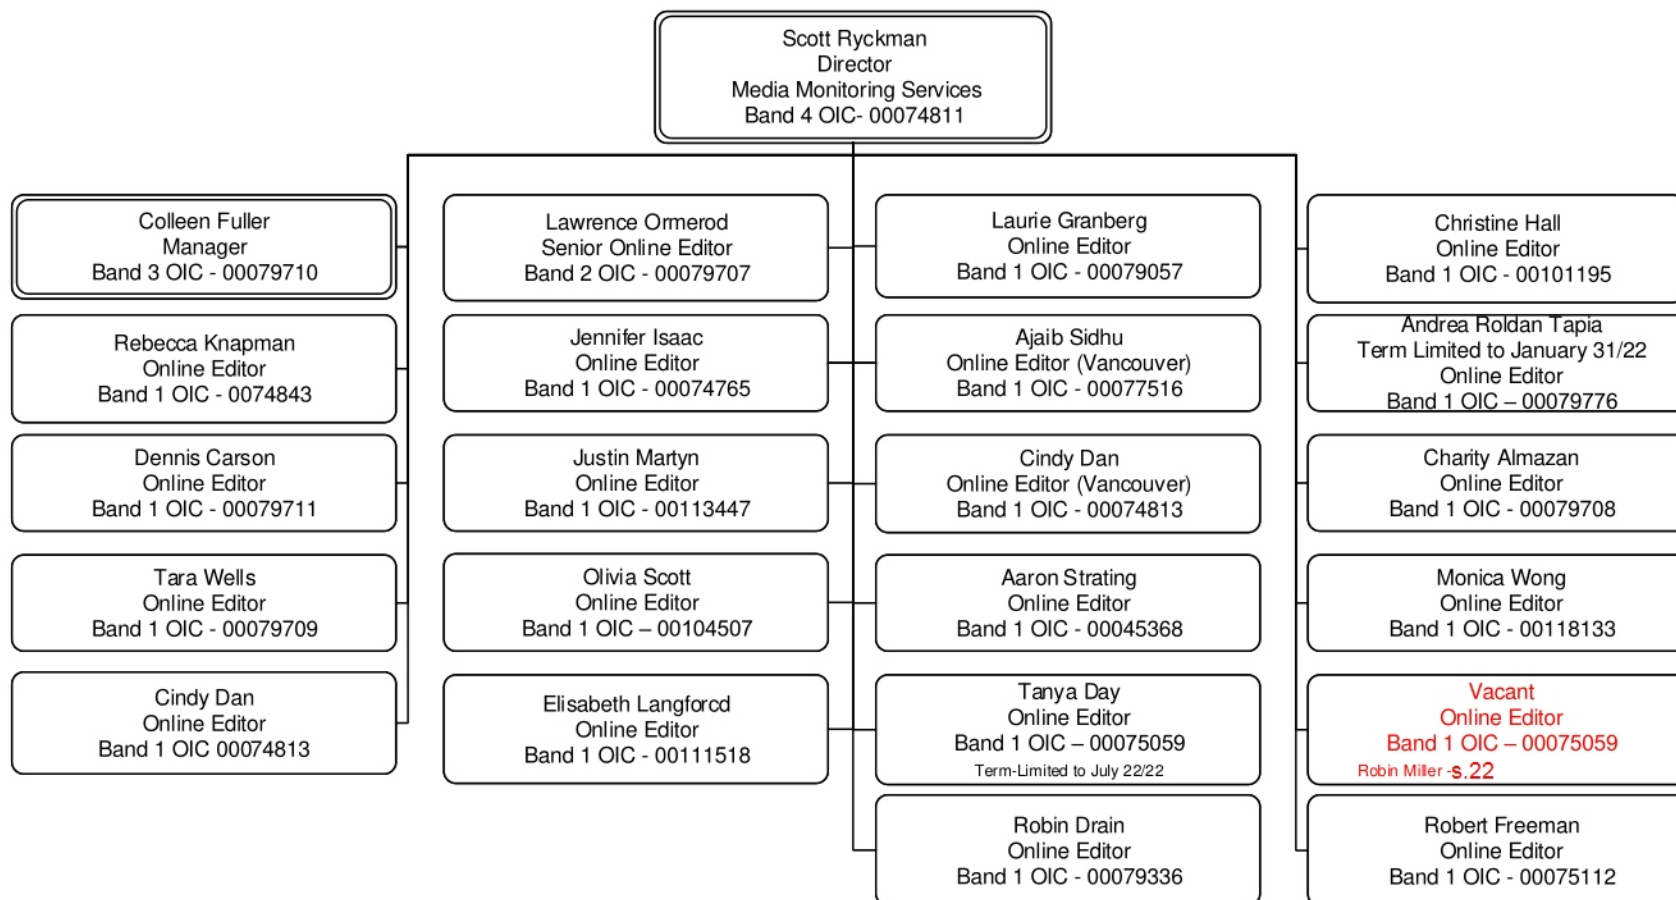 Scott Ryckman
Director
Media Monitoring Services
Band 4 OIC- 00074811
Colleen Fuller
Manager
Band 3 OIC - 00079710
Rebecca Knapman
Online Editor
Band 1 OIC - 0074843
Dennis Carson
Online Editor
Band 1 OIC - 00079711
Tara Wells
Online Editor
Band 1 OIC - 00079709
Cindy Dan
Online Editor
Band 1 OIC 00074813
Lawrence Ormerod
Senior Online Editor
Band 2 OIC - 00079707
Jennifer Isaac
Online Editor
Band 1 OIC - 00074765
Justin Martyn
Online Editor
Band 1 OIC - 00113447
Olivia Scott
Online Editor
Band 1 OIC – 00104507
Elisabeth Langforcd
Online Editor
Band 1 OIC - 00111518
Laurie Granberg
Online Editor
Band 1 OIC - 00079057
Ajaib Sidhu
Online Editor (Vancouver)
Band 1 OIC - 00077516
Cindy Dan
Online Editor (Vancouver)
Band 1 OIC - 00074813
Aaron Strating
Online Editor
Band 1 OIC - 00045368
Tanya Day
Online Editor
Band 1 OIC – 00075059
Term-Limited to July 22/22
Robin Drain
Online Editor
Band 1 OIC - 00079336
Christine Hall
Online Editor
Band 1 OIC - 00101195
Andrea Roldan Tapia
Term Limited to January 31/22
Online Editor
Band 1 OIC – 00079776
Charity Almazan
Online Editor
Band 1 OIC - 00079708
Monica Wong
Online Editor
Band 1 OIC - 00118133
Vacant
Online Editor
Band 1 OIC – 00075059
Robin Miller -s.22
Robert Freeman
Online Editor
Band 1 OIC - 00075112